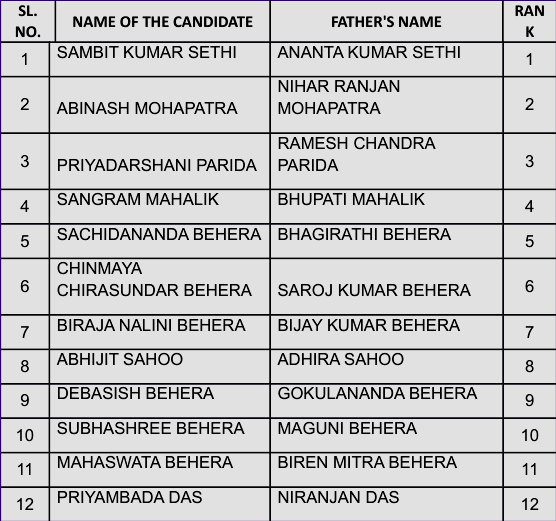 SL. NO. NAME OF THE CANDIDATE FATHER'S NAME RAN K
1 SAMBIT KUMAR SETHI ANANTA KUMAR SETHI 1
2 ABINASH MOHAPATRA NIHAR RANJAN MOHAPATRA 2
3 PRIYADARSHANI PARIDA RAMESH CHANDRA PARIDA 3
4 SANGRAM MAHALIK BHUPATI MAHALIK 4
5 SACHIDANANDA BEHERA BHAGIRATHI BEHERA 5
6 CHINMAYA CHIRASUNDAR BEHERA SAROJ KUMAR BEHERA 6
7 BIRAJA NALINI BEHERA BIJAY KUMAR BEHERA 7
8 ABHIJIT SAHOO ADHIRA SAHOO 8
9 DEBASISH BEHERA GOKULANANDA BEHERA 9
10 SUBHASHREE BEHERA MAGUNI BEHERA 10
11 MAHASWATA BEHERA BIREN MITRA BEHERA 11
12 PRIYAMBADA DAS NIRANJAN DAS 12